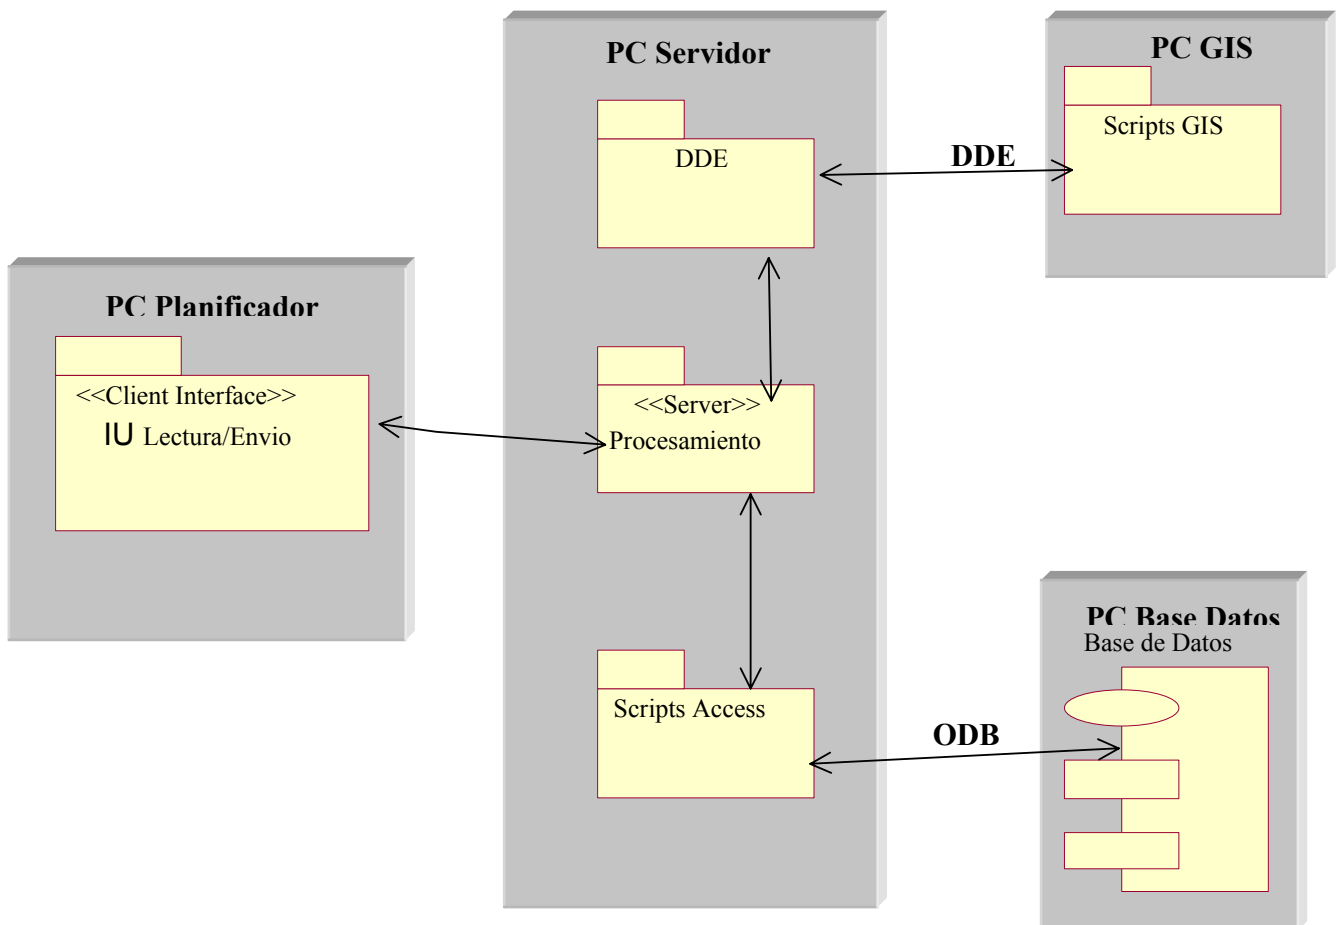 PC Servidor
DDE
<<Server>>
Procesamiento
Scripts Access
PC GIS
Scripts GIS
DDE
PC Planificador
<<Client Interface>>
IU Lectura/Envio
PC Base Datos
Base de Datos
ODB